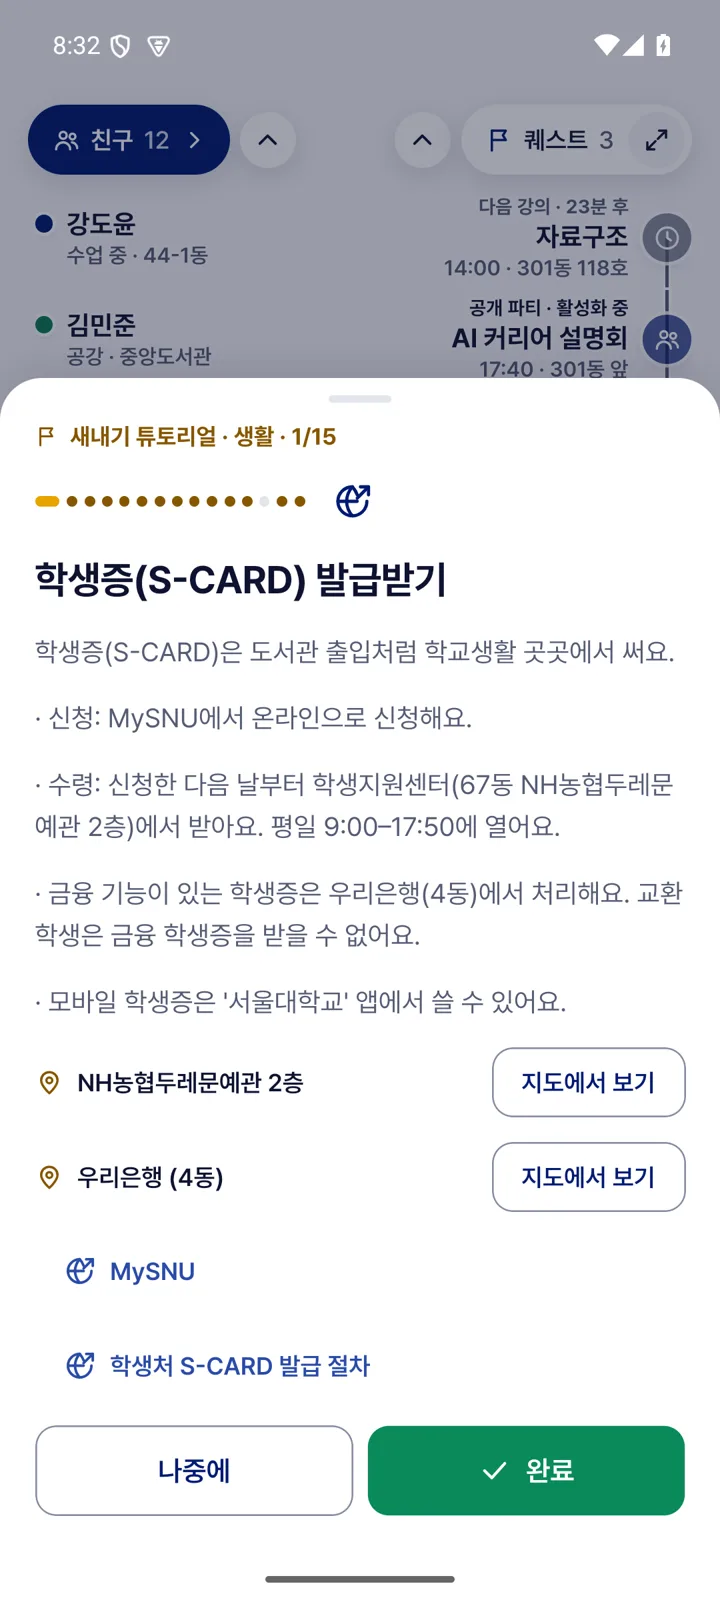 8:32
친구 12
퀘스트 3
강도윤
수업 중 · 44-1동
김민준
공강 · 중앙도서관
다음 강의 · 23분 후
자료구조
14:00 · 301동 118호
공개 파티 · 활성화 중
AI 커리어 설명회
17:40 · 301동 앞
새내기 튜토리얼 · 생활 · 1/15
학생증(S-CARD) 발급받기
학생증(S-CARD)은 도서관 출입처럼 학교생활 곳곳에서 써요.
· 신청: MySNU에서 온라인으로 신청해요.
· 수령: 신청한 다음 날부터 학생지원센터(67동 NH농협두레문
예관 2층)에서 받아요. 평일 9:00–17:50에 열어요.
· 금융 기능이 있는 학생증은 우리은행(4동)에서 처리해요. 교환
학생은 금융 학생증을 받을 수 없어요.
· 모바일 학생증은 '서울대학교' 앱에서 쓸 수 있어요.
NH농협두레문예관 2층
지도에서 보기
우리은행 (4동)
지도에서 보기
MySNU
학생처 S-CARD 발급 절차
나중에
완료